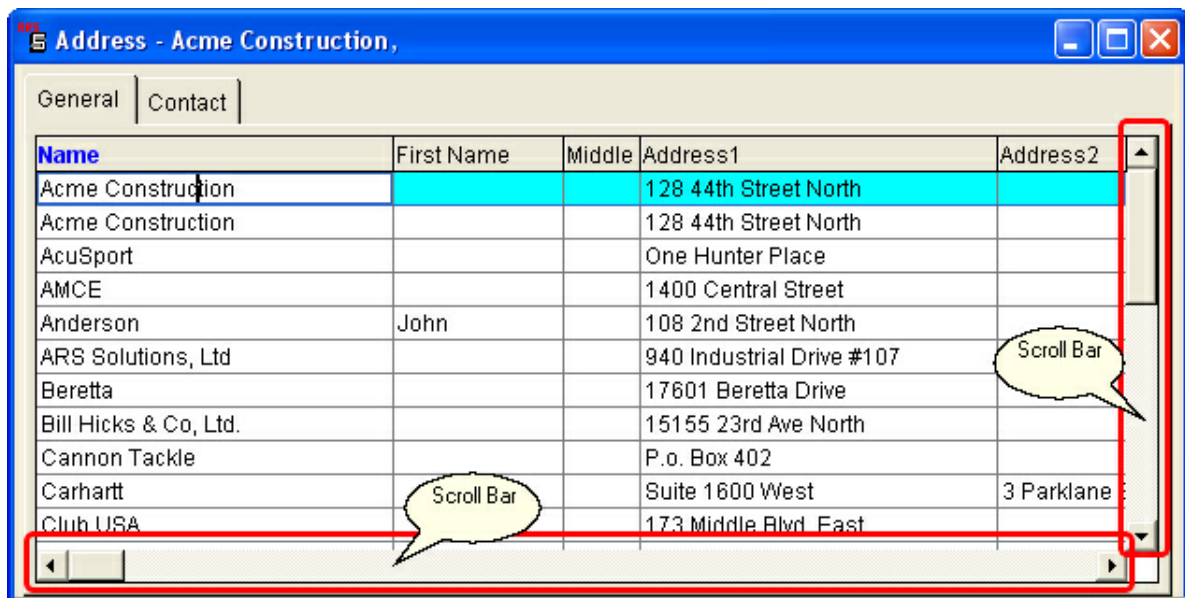 ARS
S Address - Acme Construction,
General Contact
Name First Name Middle Address1 Address2
Acme Construction 128 44th Street North
Acme Construction 128 44th Street North
AcuSport One Hunter Place
AMCE 1400 Central Street
Anderson John 108 2nd Street North
ARS Solutions, Ltd 940 Industrial Drive #107
Scroll Bar
Beretta 17601 Beretta Drive
Bill Hicks & Co, Ltd. 15155 23rd Ave North
Cannon Tackle P.o. Box 402
Carhartt Suite 1600 West 3 Parklane
Scroll Bar
Club USA 173 Middle Blvd. East